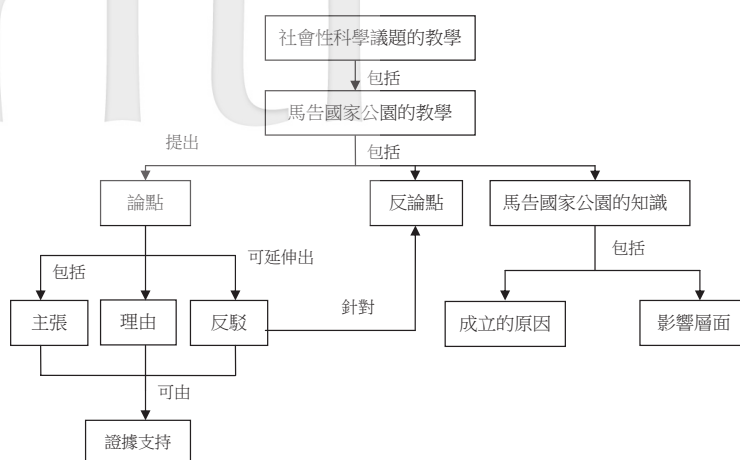 社會性科學議題的教學
包括
馬告國家公園的教學
提出
包括
論點
反論點
馬告國家公園的知識
包括
可延伸出
包括
主張
理由
反駁
針對
成立的原因
影響層面
可由
證據支持